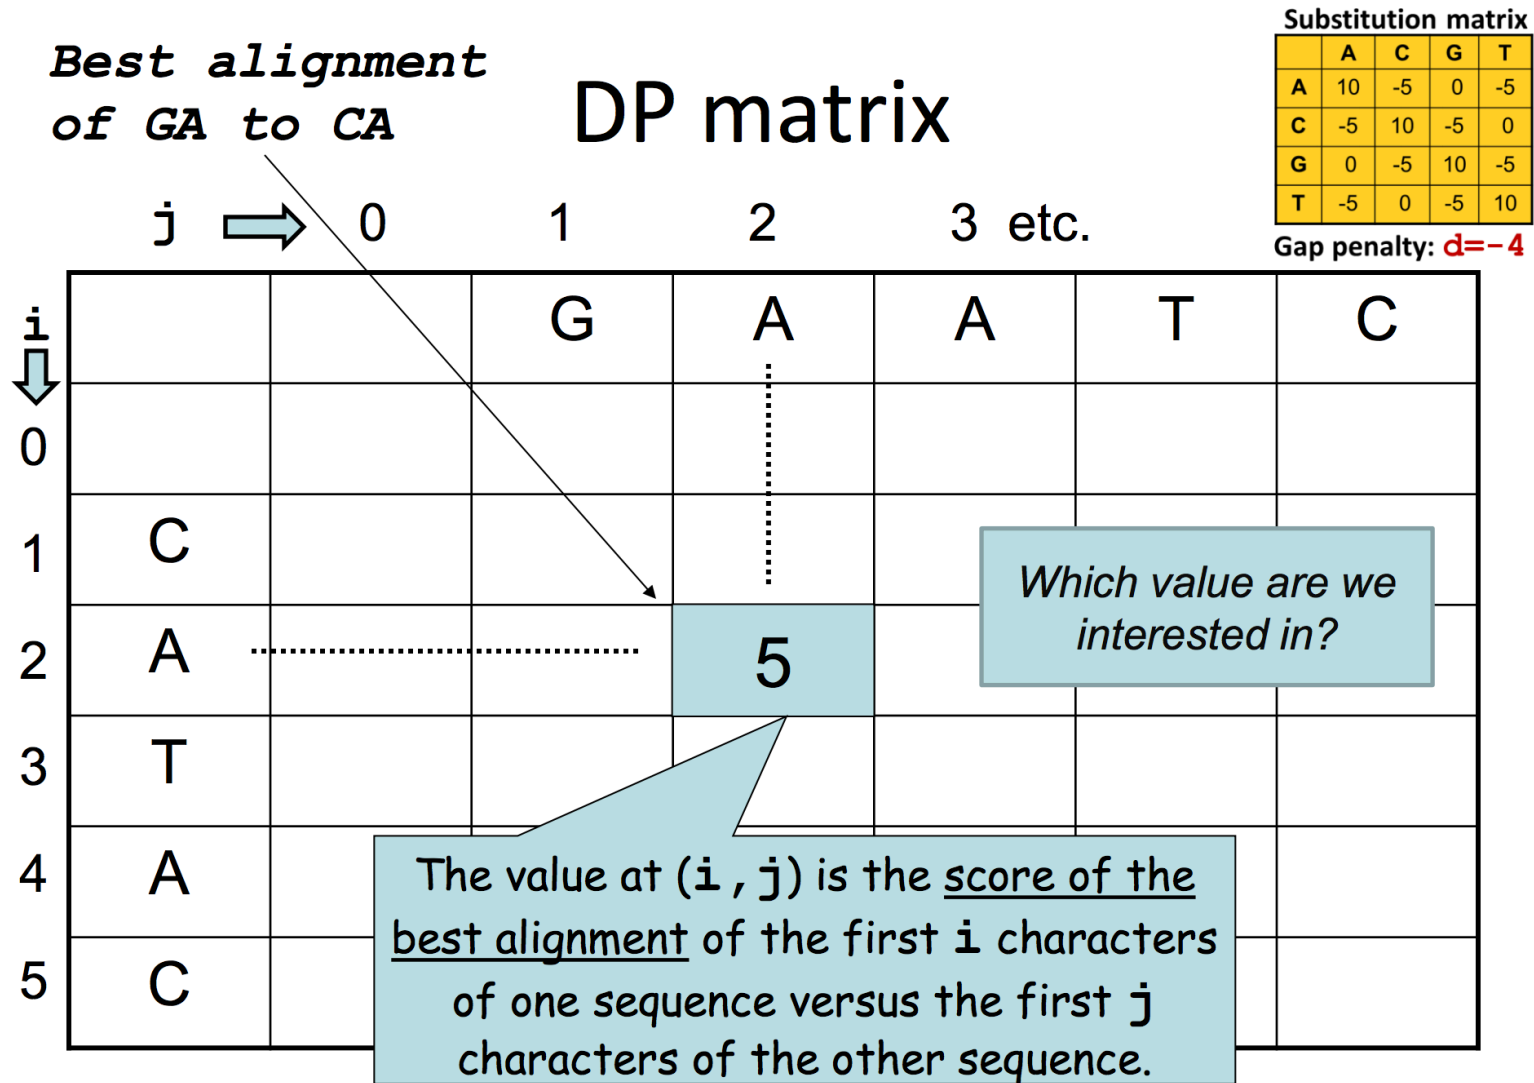 Best alignment
of GA to CA
DP matrix
Substitution matrix
A C G T
A 10 -5 0 -5
C -5 10 -5 0
G 0 -5 10 -5
T -5 0 -5 10
Gap penalty: d=-4
j 0 1 2 3 etc.
i
G A A T C
0
1 C
2 A 5
3 T
4 A
5 C
Which value are we
interested in?
The value at (i,j) is the score of the
best alignment of the first i characters
of one sequence versus the first j
characters of the other sequence.